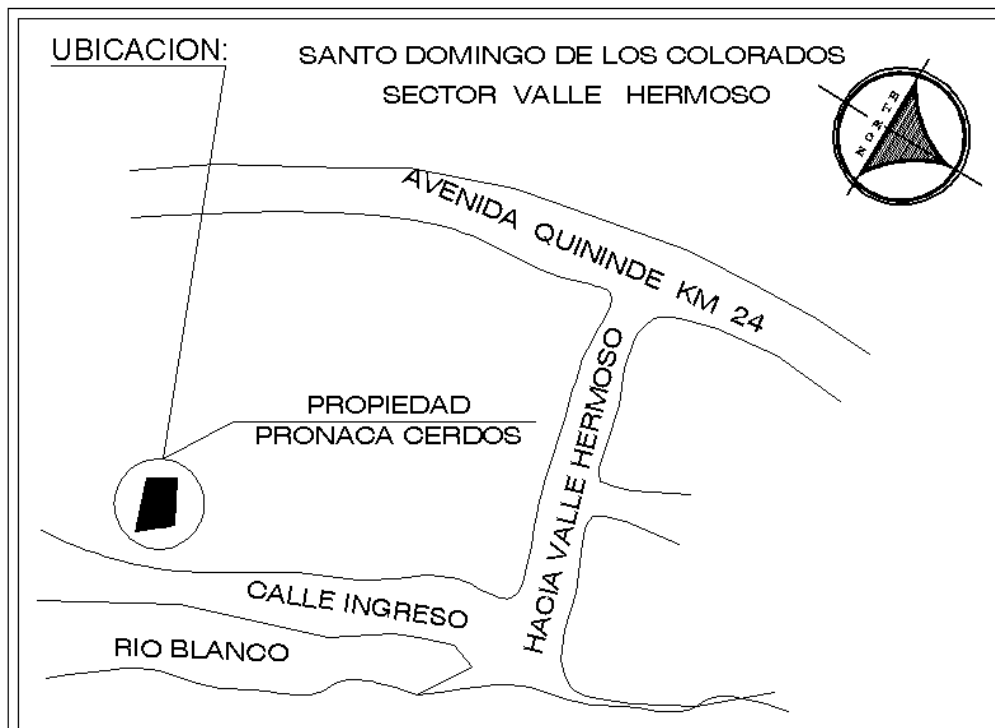 UBICACION:
SANTO DOMINGO DE LOS COLORADOS
SECTOR VALLE HERMOSO
NORTH
AVENIDA QUININDE KM 24
HACIA VALLE HERMOSO
PROPIEDAD
PRONACA CERDOS
CALLE INGRESO
RIO BLANCO